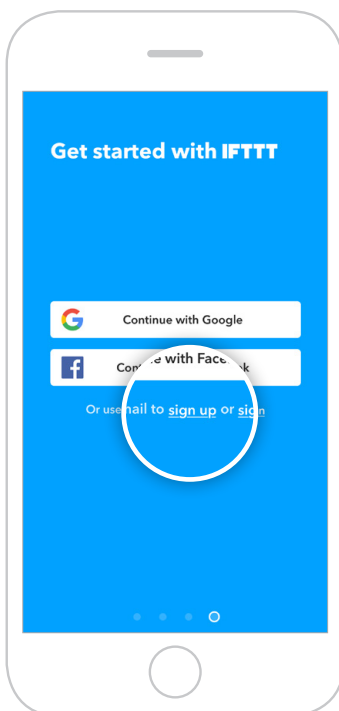 Get started with IFTTT
Continue with Google
Con e with Face k
Or use nail to sign up or sign